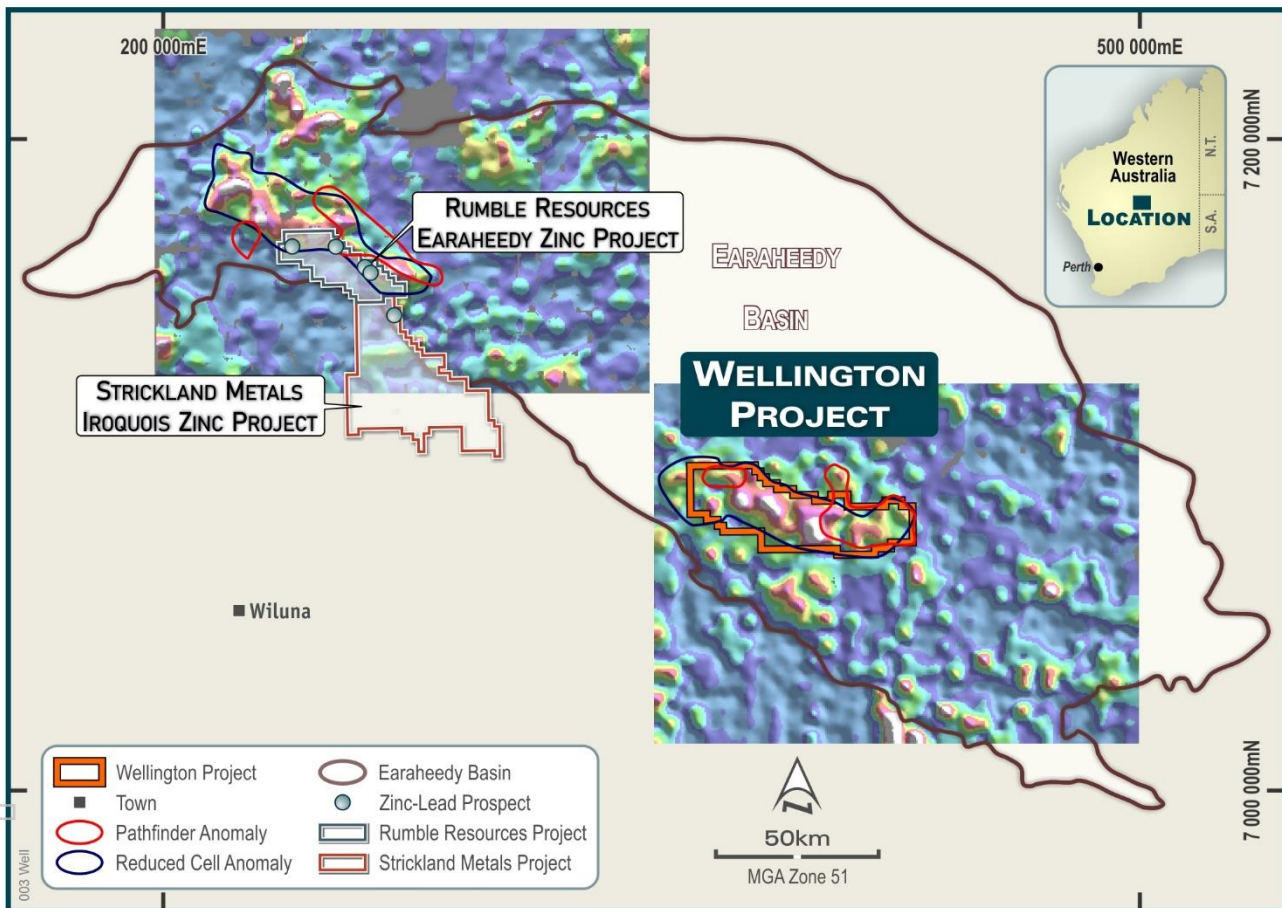 200 000mE
500 000mE
7 200 000mN
Western
Australia
LOCATION
N.T.
S.A.
Perth
RUMBLE RESOURCES
EARAHEEDY ZINC PROJECT
EARAHEEDY
BASIN
STRICKLAND METALS
IROQUOIS ZINC PROJECT
WELLINGTON
PROJECT
Wiluna
Wellington Project
Town
Pathfinder Anomaly
Reduced Cell Anomaly
Earaheedy Basin
Zinc-Lead Prospect
Rumble Resources Project
Strickland Metals Project
N
50km
MGA Zone 51
7 000 000mN
003 Well